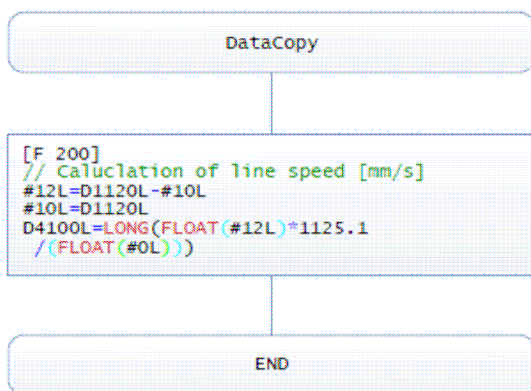 DataCopy
[F 200]
// Caluclation of line speed [mm/s]
#12L=D1120L-#10L
#10L=D1120L
D4100L=LONG(FLOAT(#12L)*1125.1
/(FLOAT(#0L)))
END